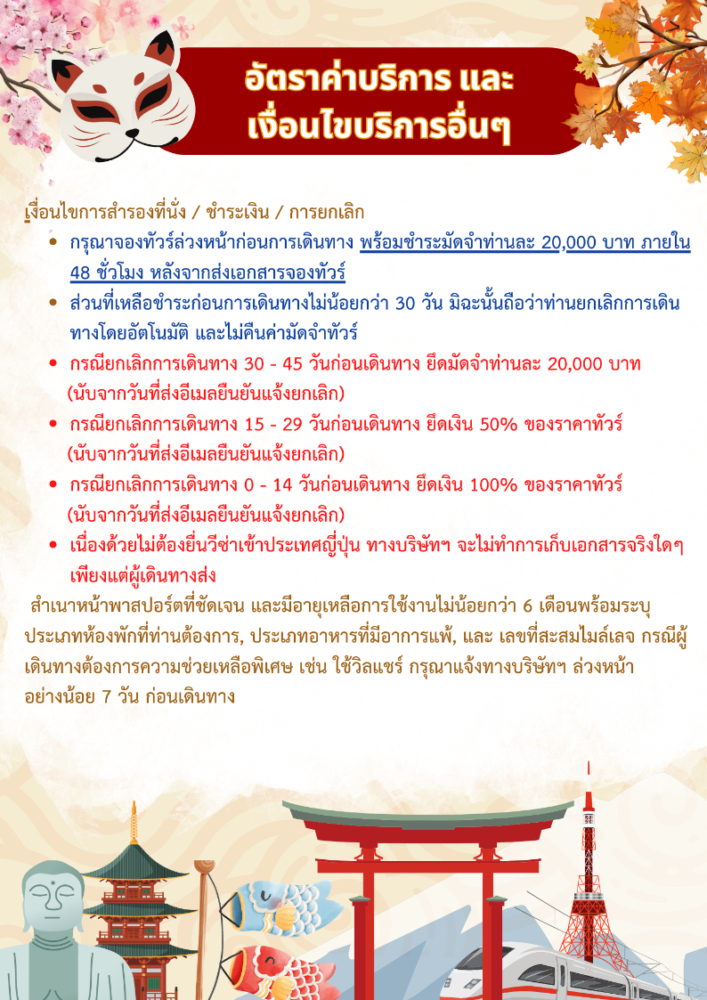 อัตราค่าบริการ และ
เงื่อนไขบริการอื่นๆ
เงื่อนไขการสำรองที่นั่ง / ชำระเงิน / การยกเลิก
• กรุณาจองทัวร์ล่วงหน้าก่อนการเดินทาง พร้อมชำระมัดจำท่านละ 20,000 บาท ภายใน
48 ชั่วโมง หลังจากส่งเอกสารจองทัวร์
• ส่วนที่เหลือชำระก่อนการเดินทางไม่น้อยกว่า 30 วัน มิฉะนั้นถือว่าท่านยกเลิกการเดิน
ทางโดยอัตโนมัติ และไม่คืนค่ามัดจำทัวร์
• กรณียกเลิกการเดินทาง 30 - 45 วันก่อนเดินทาง ยึดมัดจำท่านละ 20,000 บาท
(นับจากวันที่ส่งอีเมลยืนยันแจ้งยกเลิก)
• กรณียกเลิกการเดินทาง 15 - 29 วันก่อนเดินทาง ยึดเงิน 50% ของราคาทัวร์
(นับจากวันที่ส่งอีเมลยืนยันแจ้งยกเลิก)
• กรณียกเลิกการเดินทาง 0 - 14 วันก่อนเดินทาง ยึดเงิน 100% ของราคาทัวร์
(นับจากวันที่ส่งอีเมลยืนยันแจ้งยกเลิก)
• เนื่องด้วยไม่ต้องยื่นวีซ่าเข้าประเทศญี่ปุ่น ทางบริษัทฯ จะไม่ทำการเก็บเอกสารจริงใดๆ
เพียงแต่ผู้เดินทางส่ง
สำเนาหน้าพาสปอร์ตที่ชัดเจน และมีอายุเหลือการใช้งานไม่น้อยกว่า 6 เดือนพร้อมระบุ
ประเภทห้องพักที่ท่านต้องการ, ประเภทอาหารที่มีอาการแพ้, และ เลขที่สะสมไมล์เลจ กรณีผู้
เดินทางต้องการความช่วยเหลือพิเศษ เช่น ใช้วิลแชร์ กรุณาแจ้งทางบริษัทฯ ล่วงหน้า
อย่างน้อย 7 วัน ก่อนเดินทาง